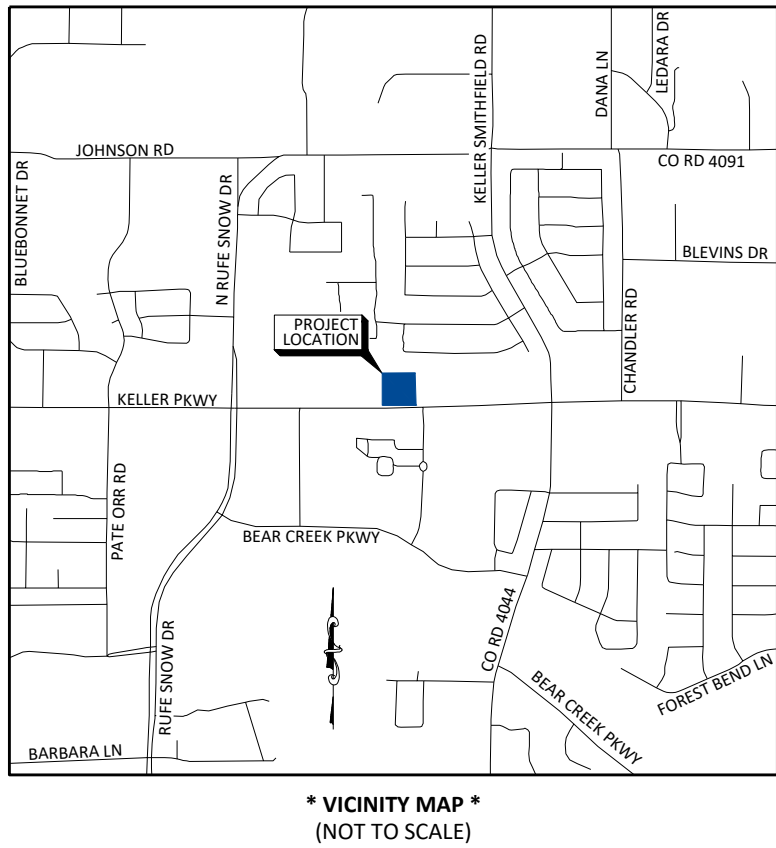 KELLER SMITHFIELD RD
DANA LN
LEDARA DR
JOHNSON RD
CO RD 4091
BLUEBONNET DR
N RUFE SNOW DR
BLEVINS DR
CHANDLER RD
PROJECT
LOCATION
KELLER PKWY
PATE ORR RD
BEAR CREEK PKWY
CO RD 4044
RUFE SNOW DR
FOREST BEND LN
BEAR CREEK PKWY
BARBARA LN
* VICINITY MAP *
(NOT TO SCALE)